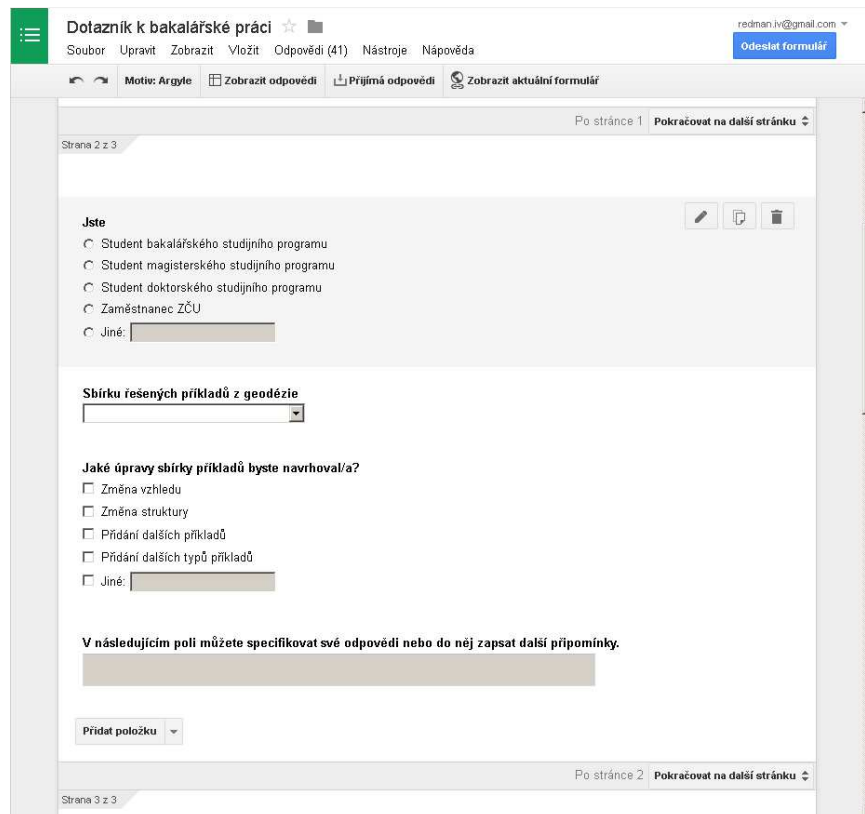 Dotazník k bakalářské práci
redman.iv@gmail.com
Soubor Upravit Zobrazit Vložit Odpovědi (41) Nástroje Nápověda
Odeslat formulář
Motiv: Argyle Zobrazit odpovědi Přijímá odpovědi Zobrazit aktuální formulář
Po stránce 1 Pokračovat na další stránku
Strana 2 z 3
Jste
Student bakalářského studijního programu
Student magisterského studijního programu
Student doktorského studijního programu
Zaměstnanec ZČU
Jiné:
Sbírku řešených příkladů z geodézie
Jaké úpravy sbírky příkladů byste navrhoval/a?
Změna vzhledu
Změna struktury
Přidání dalších příkladů
Přidání dalších typů příkladů
Jiné:
V následujícím poli můžete specifikovat své odpovědi nebo do něj zapsat další připomínky.
Přidat položku
Po stránce 2 Pokračovat na další stránku
Strana 3 z 3